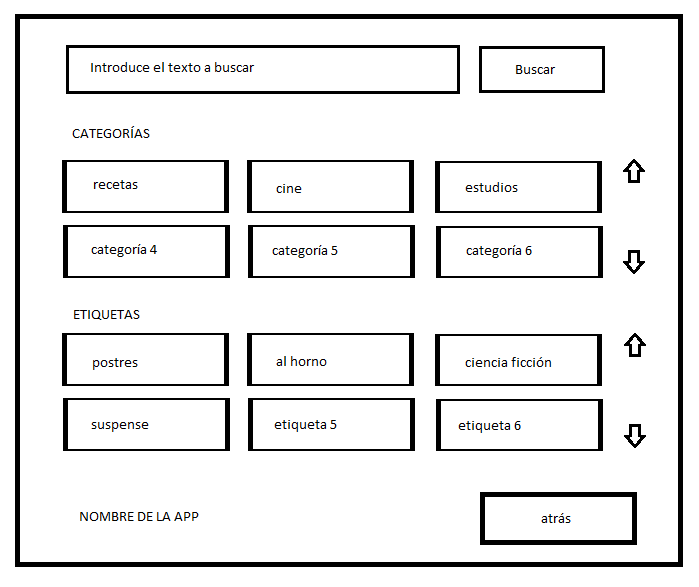 Introduce el texto a buscar
Buscar
CATEGORÍAS
recetas
cine
estudios
categoría 4
categoría 5
categoría 6
ETIQUETAS
postres
al horno
ciencia ficción
suspense
etiqueta 5
etiqueta 6
NOMBRE DE LA APP
atrás